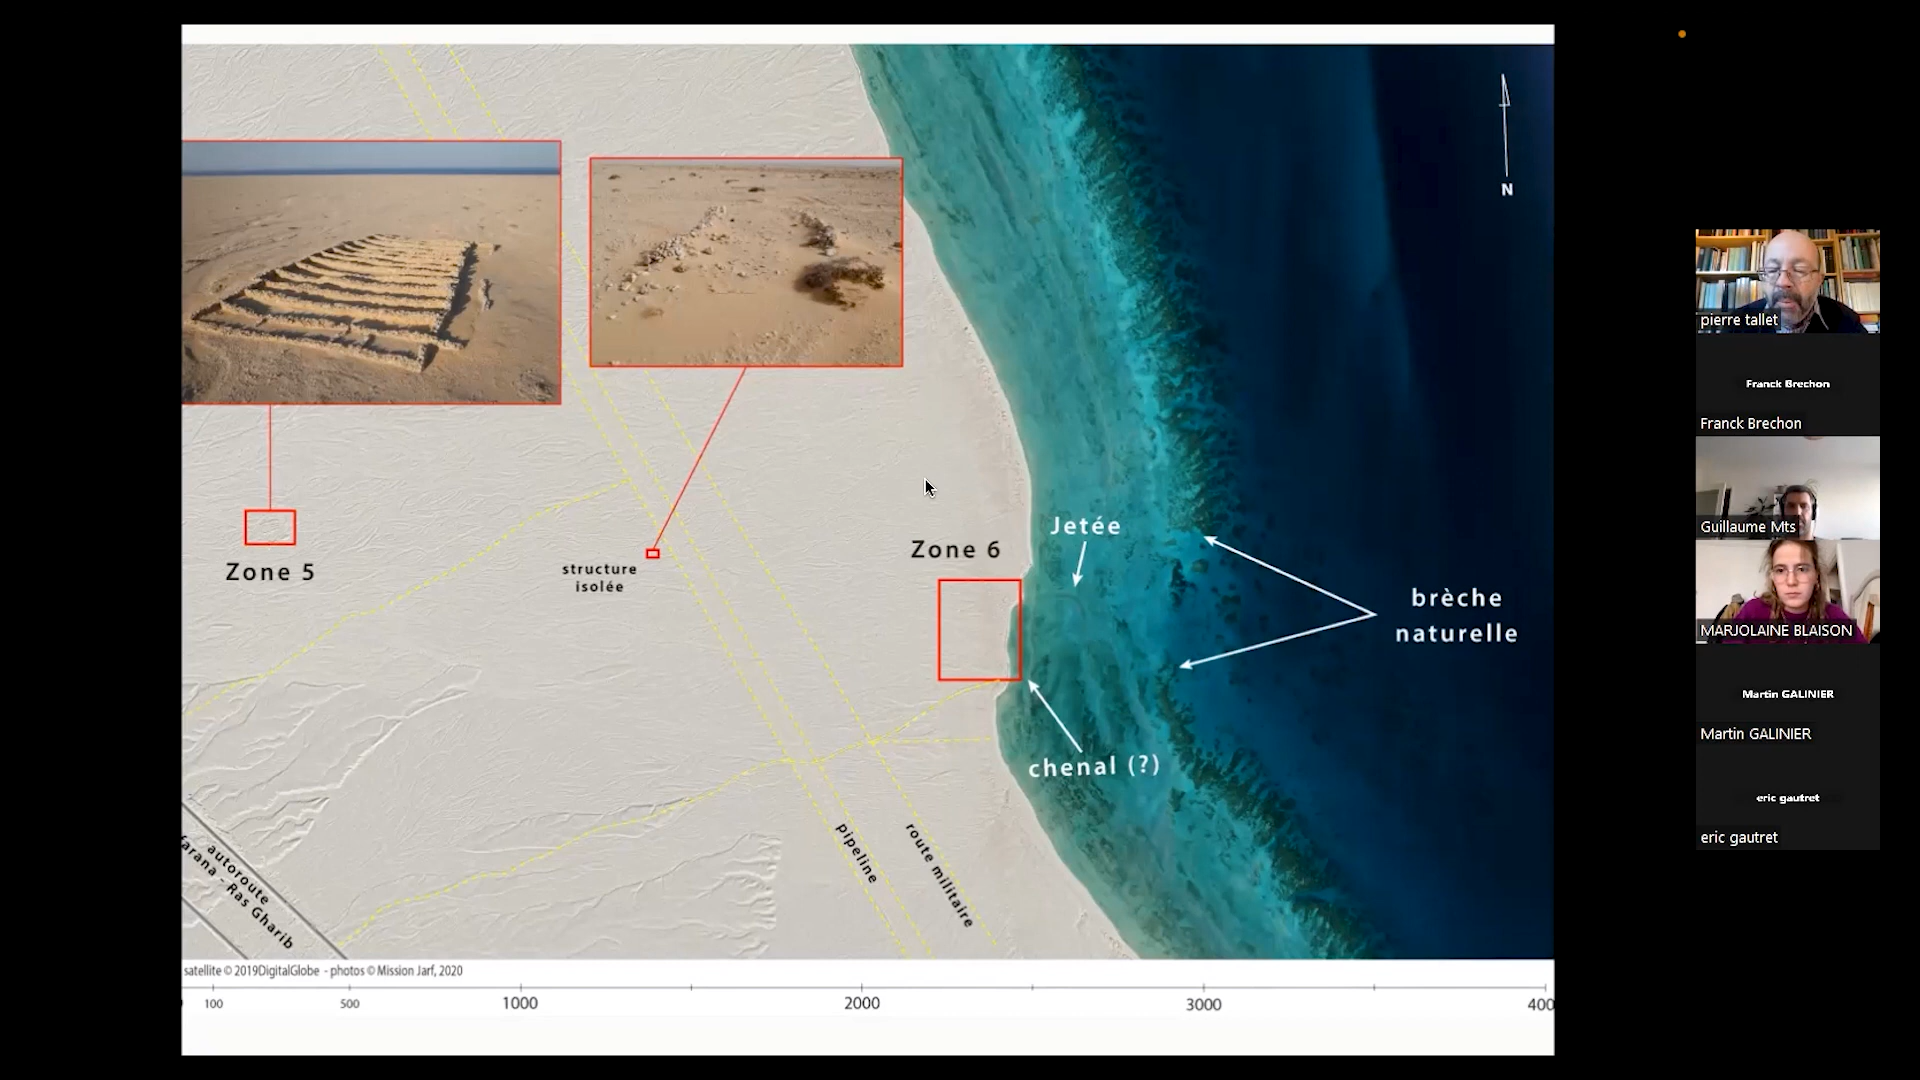 N
Jetée
Zone 6
structure
isolée
Zone 5
brèche
naturelle
chenal (?)
pipeline
route militaire
autoroute
farana - Ras Gharib
satellite © 2019DigitalGlobe - photos © Mission Jarf, 2020
100
500
1000
2000
3000
400
pierre tallet
Franck Brechon
Franck Brechon
Guillaume Mts
MARJOLAINE BLAISON
Martin GALINIER
Martin GALINIER
eric gautret
eric gautret